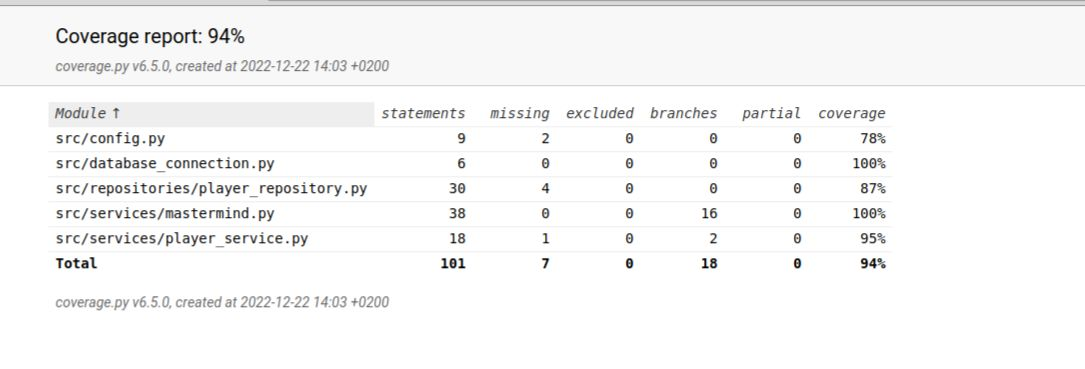 Coverage report: 94%
coverage.py v6.5.0, created at 2022-12-22 14:03 +0200
Module ↑ statements missing excluded branches partial coverage
src/config.py 9 2 0 0 0 78%
src/database_connection.py 6 0 0 0 0 100%
src/repositories/player_repository.py 30 4 0 0 0 87%
src/services/mastermind.py 38 0 0 16 0 100%
src/services/player_service.py 18 1 0 2 0 95%
Total 101 7 0 18 0 94%
coverage.py v6.5.0, created at 2022-12-22 14:03 +0200